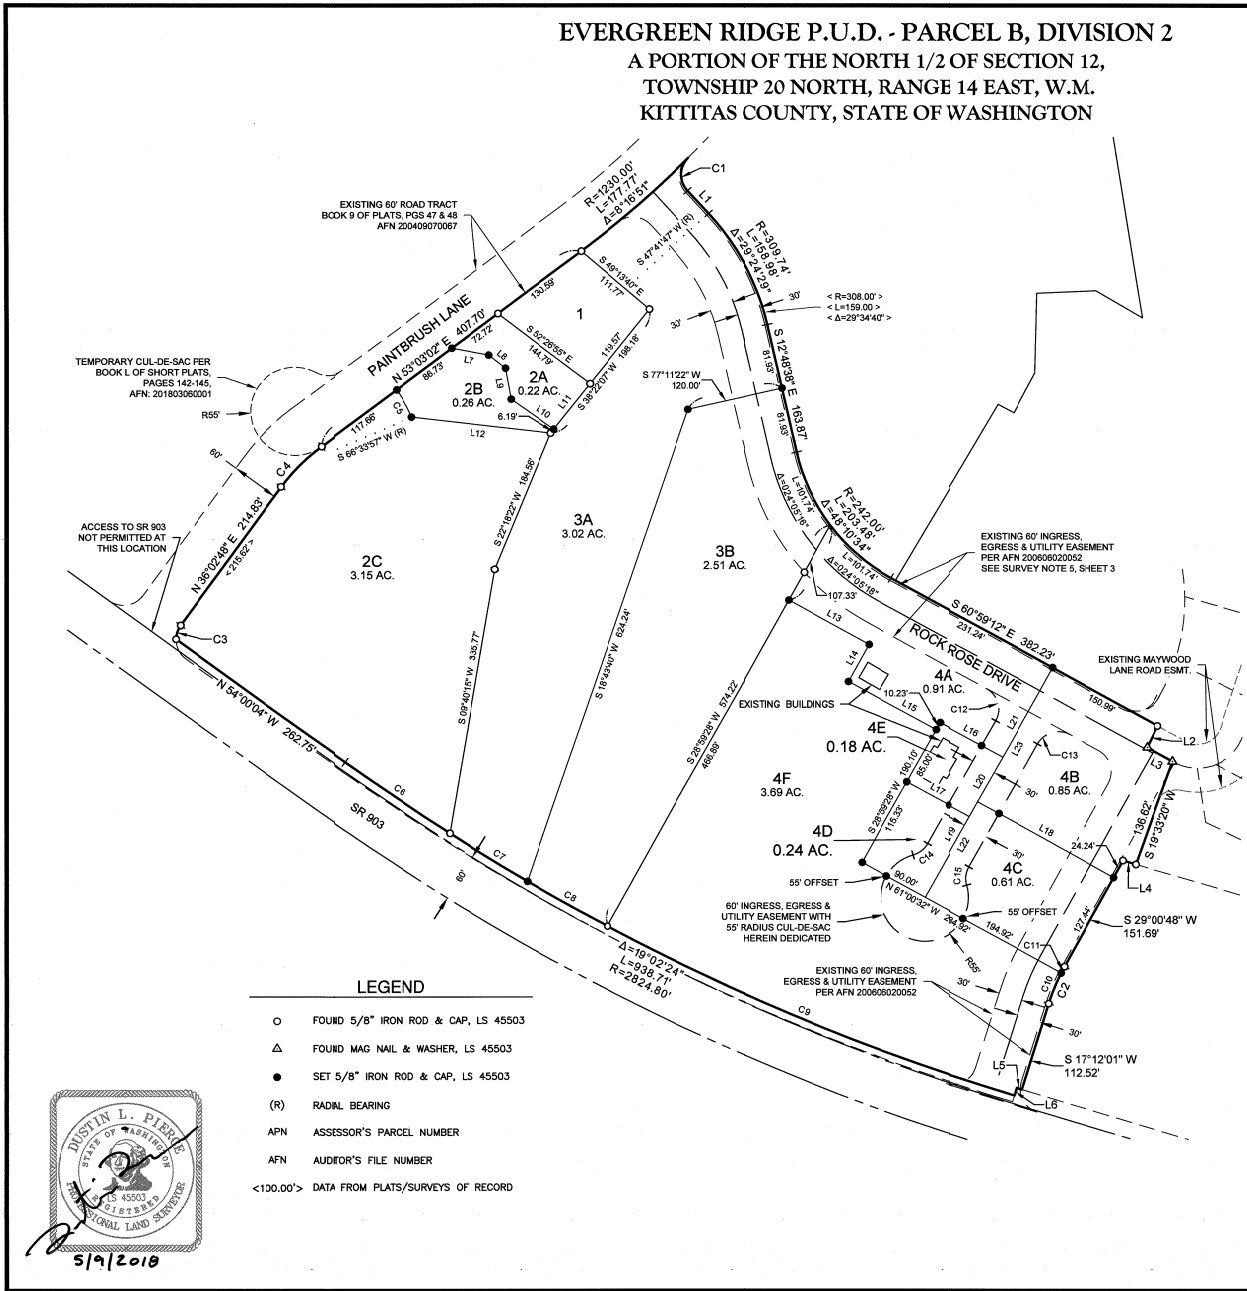 EVERGREEN RIDGE P.U.D. - PARCEL B, DIVISION 2
A PORTION OF THE NORTH 1/2 OF SECTION 12,
TOWNSHIP 20 NORTH, RANGE 14 EAST, W.M.
KITTITAS COUNTY, STATE OF WASHINGTON
C1
L1
R=1230.00'
L=177.77'
Δ=8°16'51"
EXISTING 60' ROAD TRACT
BOOK 9 OF PLATS, PGS 47 & 48
AFN 200409070067
S 47°41'47" W (R)
R=309.74'
L=158.98'
Δ=29°24'29"
30'
< R=308.00' >
< L=159.00 >
< Δ=29°34'40" >
S 49°13'40" E
111.77'
130.59'
1
30'
PAINTBRUSH LANE
N 53°03'02" E 407.70'
72.72'
86.73'
S 52°26'55" E
144.79'
119.57'
S 38°22'07" W 198.18'
S 12°48'38" E 163.87'
81.93'
81.93'
S 77°11'22" W
120.00'
TEMPORARY CUL-DE-SAC PER
BOOK L OF SHORT PLATS,
PAGES 142-145,
AFN: 201803060001
R55'
L7
L8
L9
L10
L11
2A
0.22 AC.
2B
0.26 AC.
C5
6.19'
L12
117.66'
S 66°33'57" W (R)
60'
C4
ACCESS TO SR 903
NOT PERMITTED AT
THIS LOCATION
N 36°02'48" E 214.83'
< 215.62' >
C3
2C
3.15 AC.
S 22°18'22" W 184.56'
3A
3.02 AC.
3B
2.51 AC.
L=101.74'
Δ=024°05'16"
R=242.00'
L=203.48'
Δ=48°10'34"
L=101.74'
Δ=024°05'18"
107.33'
EXISTING 60' INGRESS,
EGRESS & UTILITY EASEMENT
PER AFN 200606020052
SEE SURVEY NOTE 5, SHEET 3
S 60°59'12" E 382.23'
231.24'
150.99'
ROCK ROSE DRIVE
EXISTING MAYWOOD
LANE ROAD ESMT.
S 09°40'15" W 335.77'
S 18°43'40" W 624.24'
S 28°59'28" W 574.22'
466.89'
N 54°00'04" W 262.75'
L13
L14
4A
0.91 AC.
10.23'
C12
L15
L16
L21
L23
C13
L2
L3
EXISTING BUILDINGS
4E
0.18 AC.
4F
3.69 AC.
190.10'
85.00'
S 28°59'28" W
115.33'
L17
L20
30'
4B
0.85 AC.
L18
136.62'
S 19°33'20" W
24.24'
L4
4D
0.24 AC.
L19
L22
C14
C15
30'
4C
0.61 AC.
55' OFFSET
90.00'
N 61°00'32" W 294.92'
194.92'
55' OFFSET
127.44'
S 29°00'48" W
151.69'
60' INGRESS, EGRESS &
UTILITY EASEMENT WITH
55' RADIUS CUL-DE-SAC
HEREIN DEDICATED
R55'
C11
C10
C2
EXISTING 60' INGRESS,
EGRESS & UTILITY EASEMENT
PER AFN 200606020052
30'
30'
S 17°12'01" W
112.52'
L5
L6
SR 903
C6
C7
60'
C8
Δ=19°02'24"
L=938.71'
R=2824.80'
C9
LEGEND
FOUND 5/8" IRON ROD & CAP, LS 45503
FOUND MAG NAIL & WASHER, LS 45503
SET 5/8" IRON ROD & CAP, LS 45503
(R) RADIAL BEARING
APN ASSESSOR'S PARCEL NUMBER
AFN AUDITOR'S FILE NUMBER
<100.00'> DATA FROM PLATS/SURVEYS OF RECORD
DUSTIN L. PIERCE
STATE OF WASHINGTON
LS 45503
REGISTERED
PROFESSIONAL LAND SURVEYOR
5/9/2018